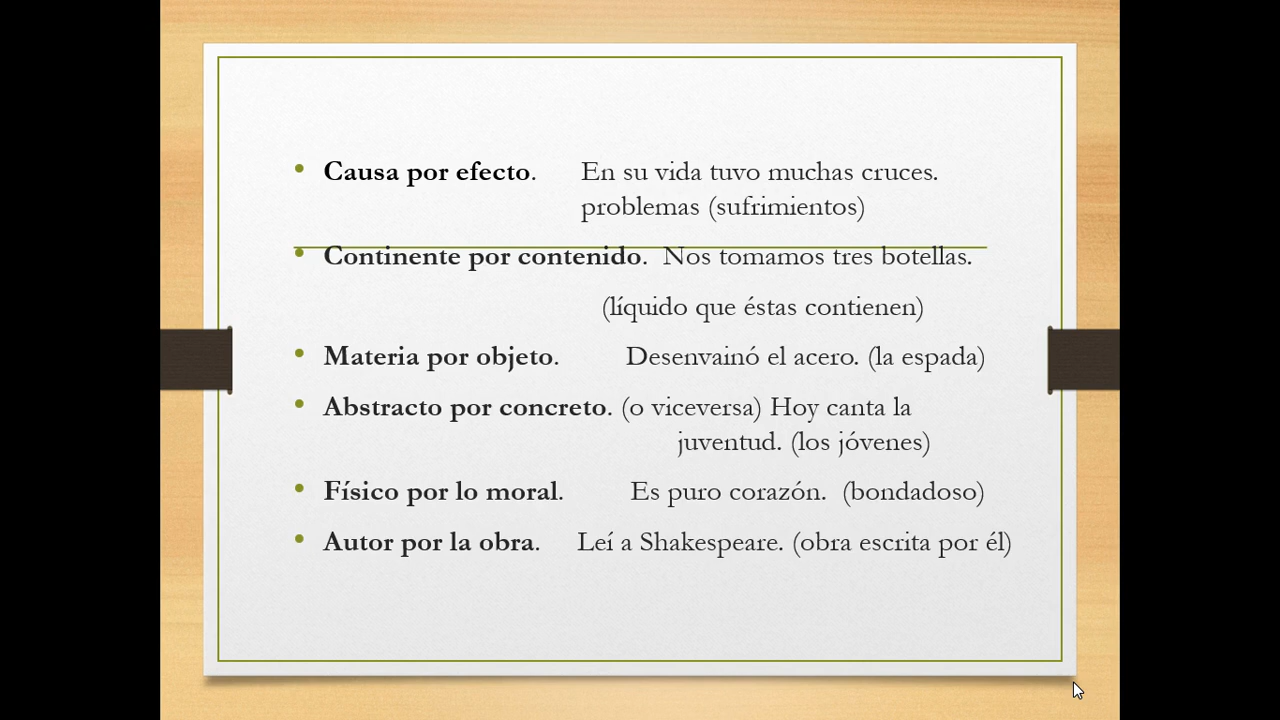 • Causa por efecto. En su vida tuvo muchas cruces.
problemas (sufrimientos)
• Continente por contenido. Nos tomamos tres botellas.
(líquido que éstas contienen)
• Materia por objeto. Desenvainó el acero. (la espada)
• Abstracto por concreto. (o viceversa) Hoy canta la
juventud. (los jóvenes)
• Físico por lo moral. Es puro corazón. (bondadoso)
• Autor por la obra. Leí a Shakespeare. (obra escrita por él)